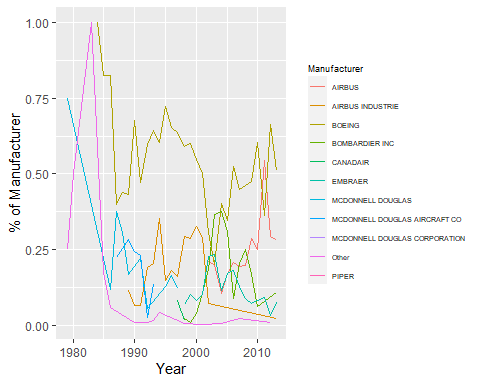 1.00
0.75
0.50
0.25
0.00
% of Manufacturer
1980
1990
2000
2010
Year
Manufacturer
AIRBUS
AIRBUS INDUSTRIE
BOEING
BOMBARDIER INC
CANADAIR
EMBRAER
MCDONNELL DOUGLAS
MCDONNELL DOUGLAS AIRCRAFT CO
MCDONNELL DOUGLAS CORPORATION
Other
PIPER